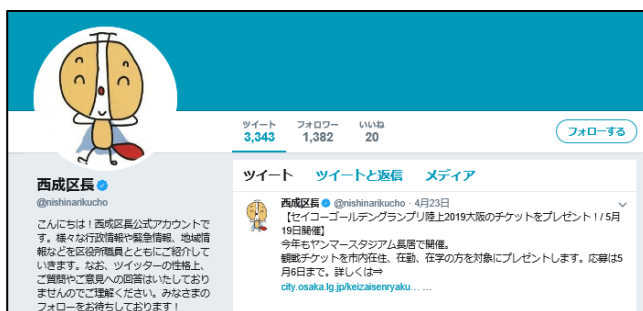 ツイート
3,343
フォロワー
1,382
いいね
20
フォローする
西成区長
@nishinarikucho
こんにちは！西成区長公式アカウントで
す。様々な行政情報や緊急情報、地域情
報などを区役所職員とともにご紹介して
いきます。なお、ツイッターの性格上、
ご質問やご意見への回答はいたしており
ませんのでご理解ください。みなさまの
フォローをお待ちしております！
ツイート ツイートと返信 メディア
西成区長 @nishinarikucho · 4月23日
【セイコーゴールデングランプリ陸上2019大阪のチケットをプレゼント！/ 5月
19日開催】
今年もヤンマースタジアム長居で開催。
観戦チケットを市内在住、在勤、在学の方を対象にプレゼントします。応募は5
月6日まで。詳しくは⇒
city.osaka.lg.jp/keizaisenryaku… …